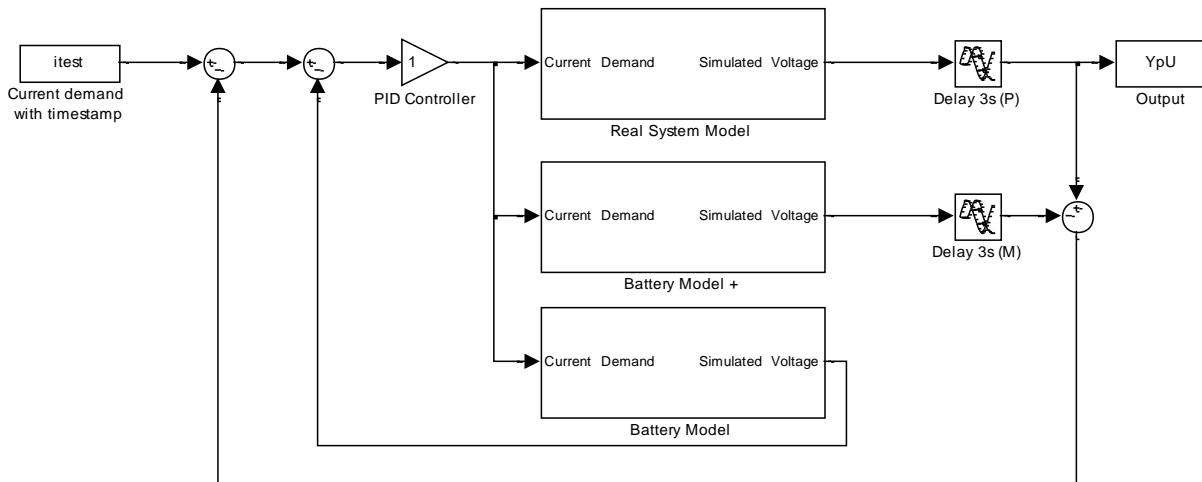 itest
Current demand
with timestamp
1
PID Controller
Current Demand
Simulated Voltage
Real System Model
Delay 3s (P)
YpU
Output
Current Demand
Simulated Voltage
Battery Model +
Delay 3s (M)
Current Demand
Simulated Voltage
Battery Model